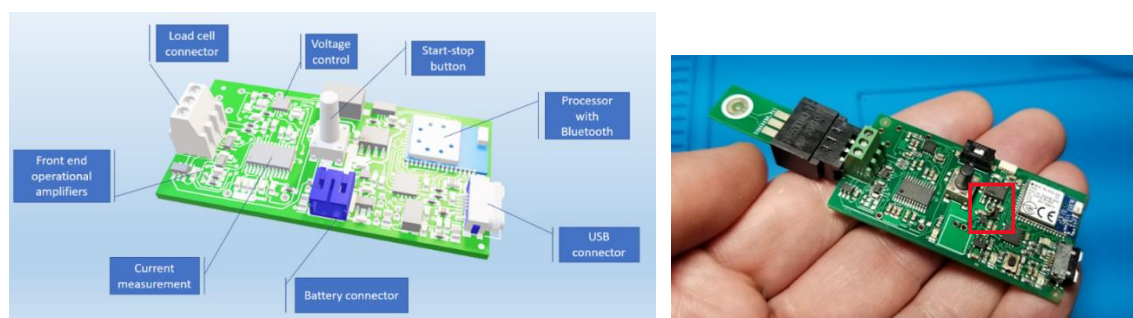 Load cell
connector
Voltage
control
Start-stop
button
Processor
with
Bluetooth
Front end
operational
amplifiers
USB
connector
Current
measurement
Battery connector
CE